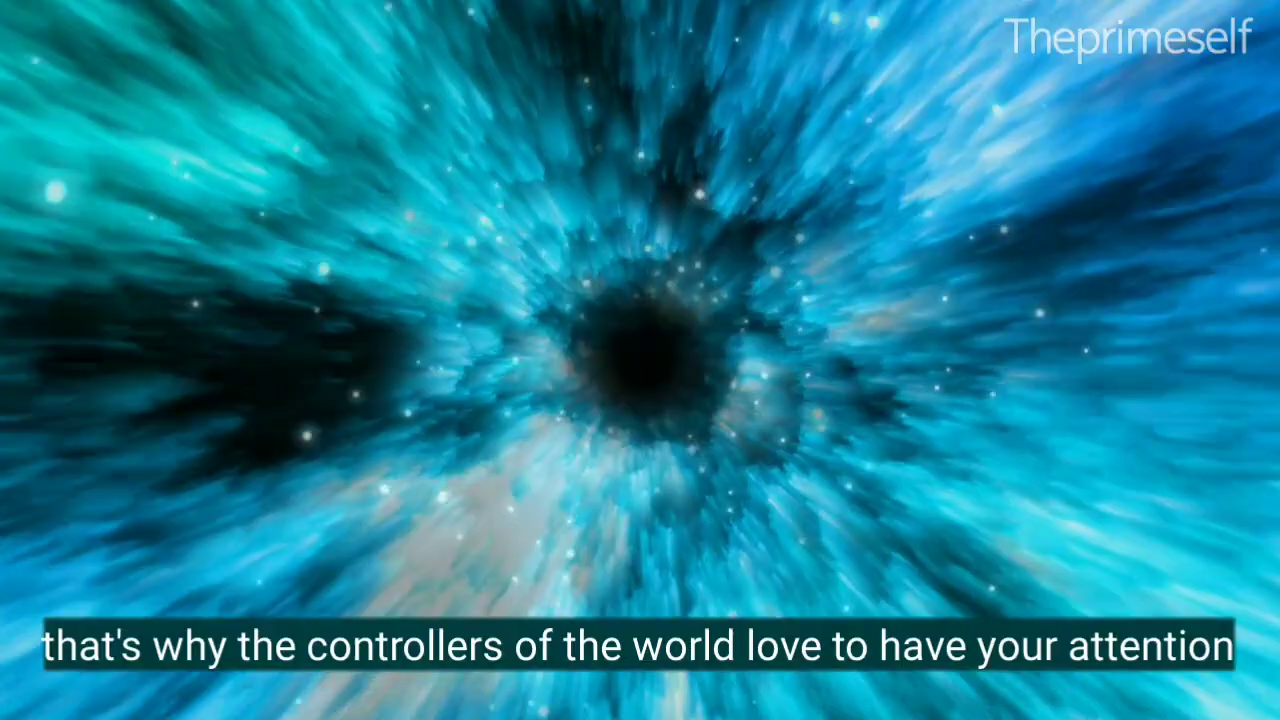 Theprimeself
that's why the controllers of the world love to have your attention